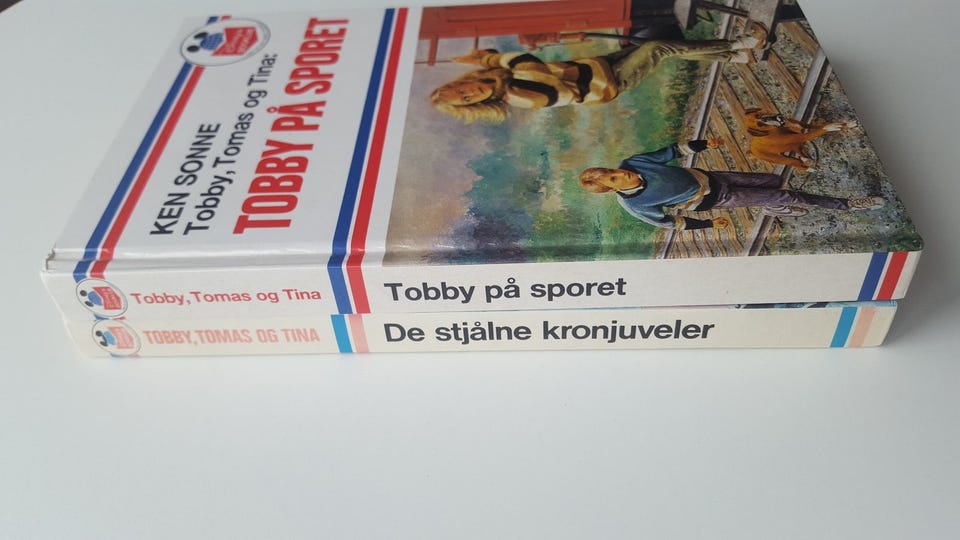 KEN SONNE
Tobby, Tomas og Tina:
TOBBY PÅ SPORET
Tobby, Tomas og Tina
Tobby på sporet
TOBBY, TOMAS OG TINA
De stjålne kronjuveler